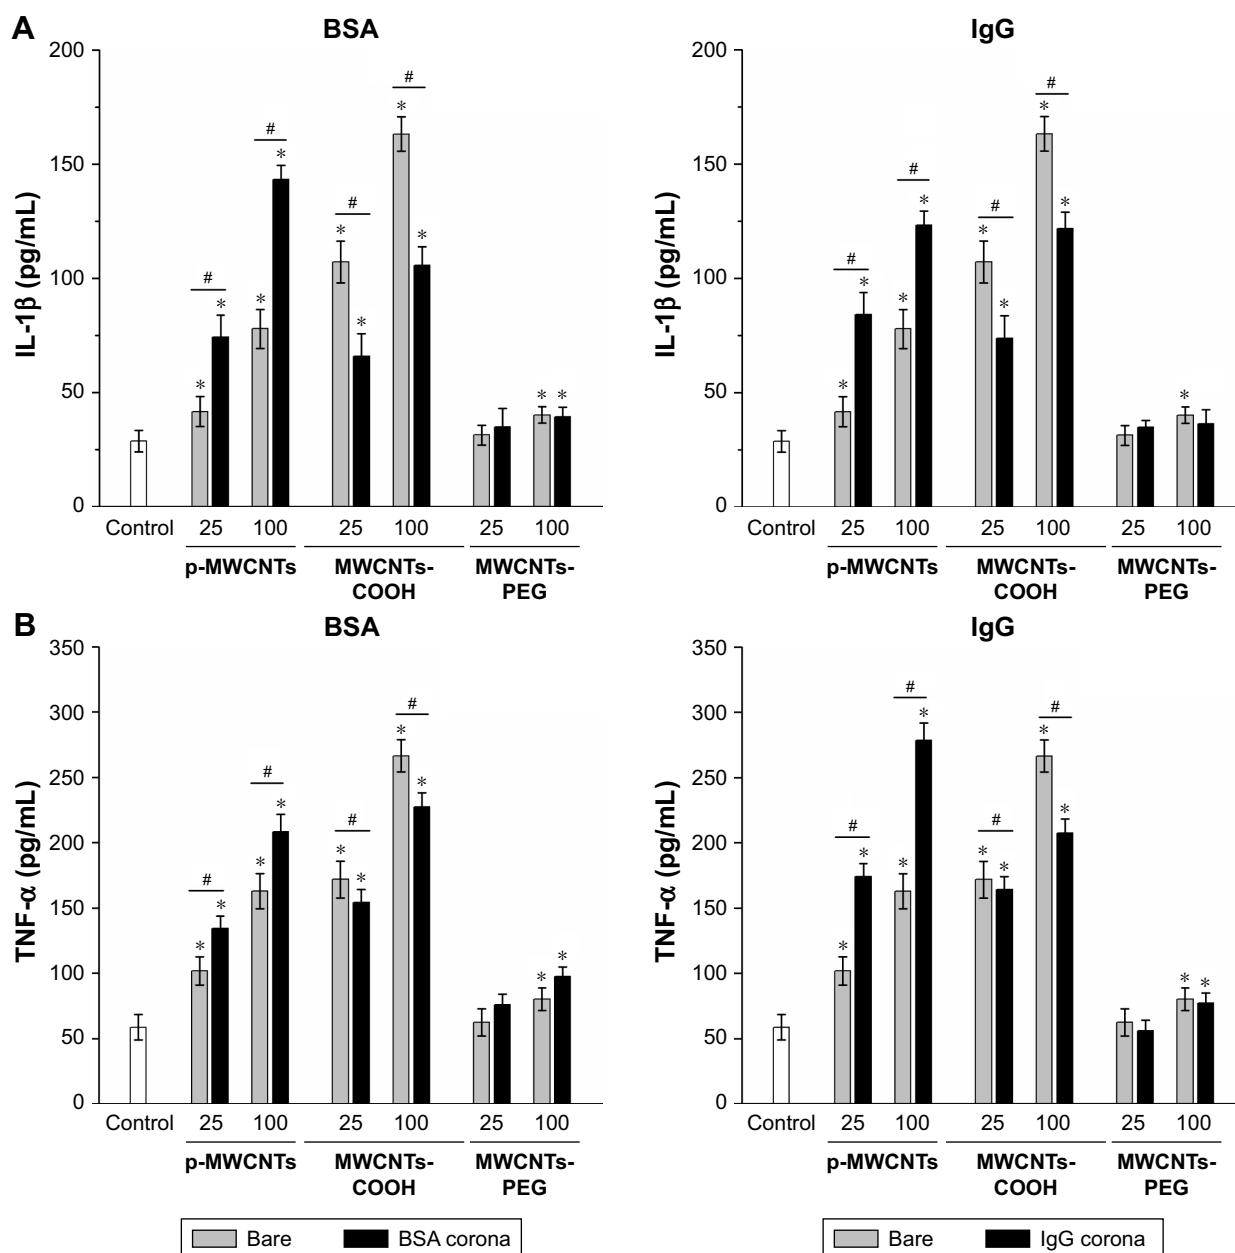 A
BSA
IgG
IL-1β (pg/mL)
200
150
100
50
0
# # # #
* * * * * * * * * *
Control 25 100 25 100 25 100
p-MWCNTs MWCNTs-COOH MWCNTs-PEG
IL-1β (pg/mL)
200
150
100
50
0
# # # #
* * * * * * * * *
Control 25 100 25 100 25 100
p-MWCNTs MWCNTs-COOH MWCNTs-PEG
B
BSA
IgG
TNF-α (pg/mL)
350
300
250
200
150
100
50
0
# # # #
* * * * * * * * * *
Control 25 100 25 100 25 100
p-MWCNTs MWCNTs-COOH MWCNTs-PEG
TNF-α (pg/mL)
350
300
250
200
150
100
50
0
# # # #
* * * * * * * * * *
Control 25 100 25 100 25 100
p-MWCNTs MWCNTs-COOH MWCNTs-PEG
Bare BSA corona
Bare IgG corona